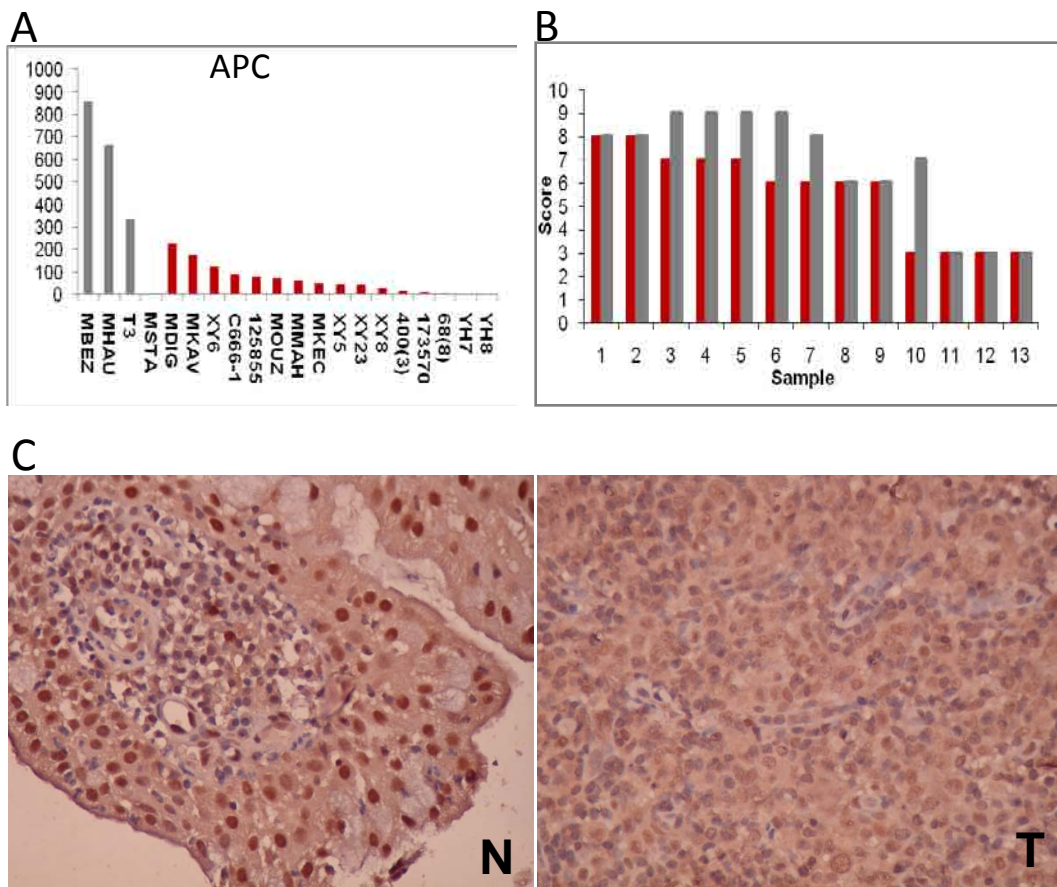 A
APC
1000
900
800
700
600
500
400
300
200
100
0
MBEZ
MHAU
T3
MSTA
MDIG
MKAV
XY6
C666-1
125855
MOUZ
MMAH
MKEC
XY5
XY23
XY8
400(3)
173570
68(8)
YH7
YH8
B
10
9
8
7
6
5
4
3
2
1
0
Score
1 2 3 4 5 6 7 8 9 10 11 12 13
Sample
C
N
T